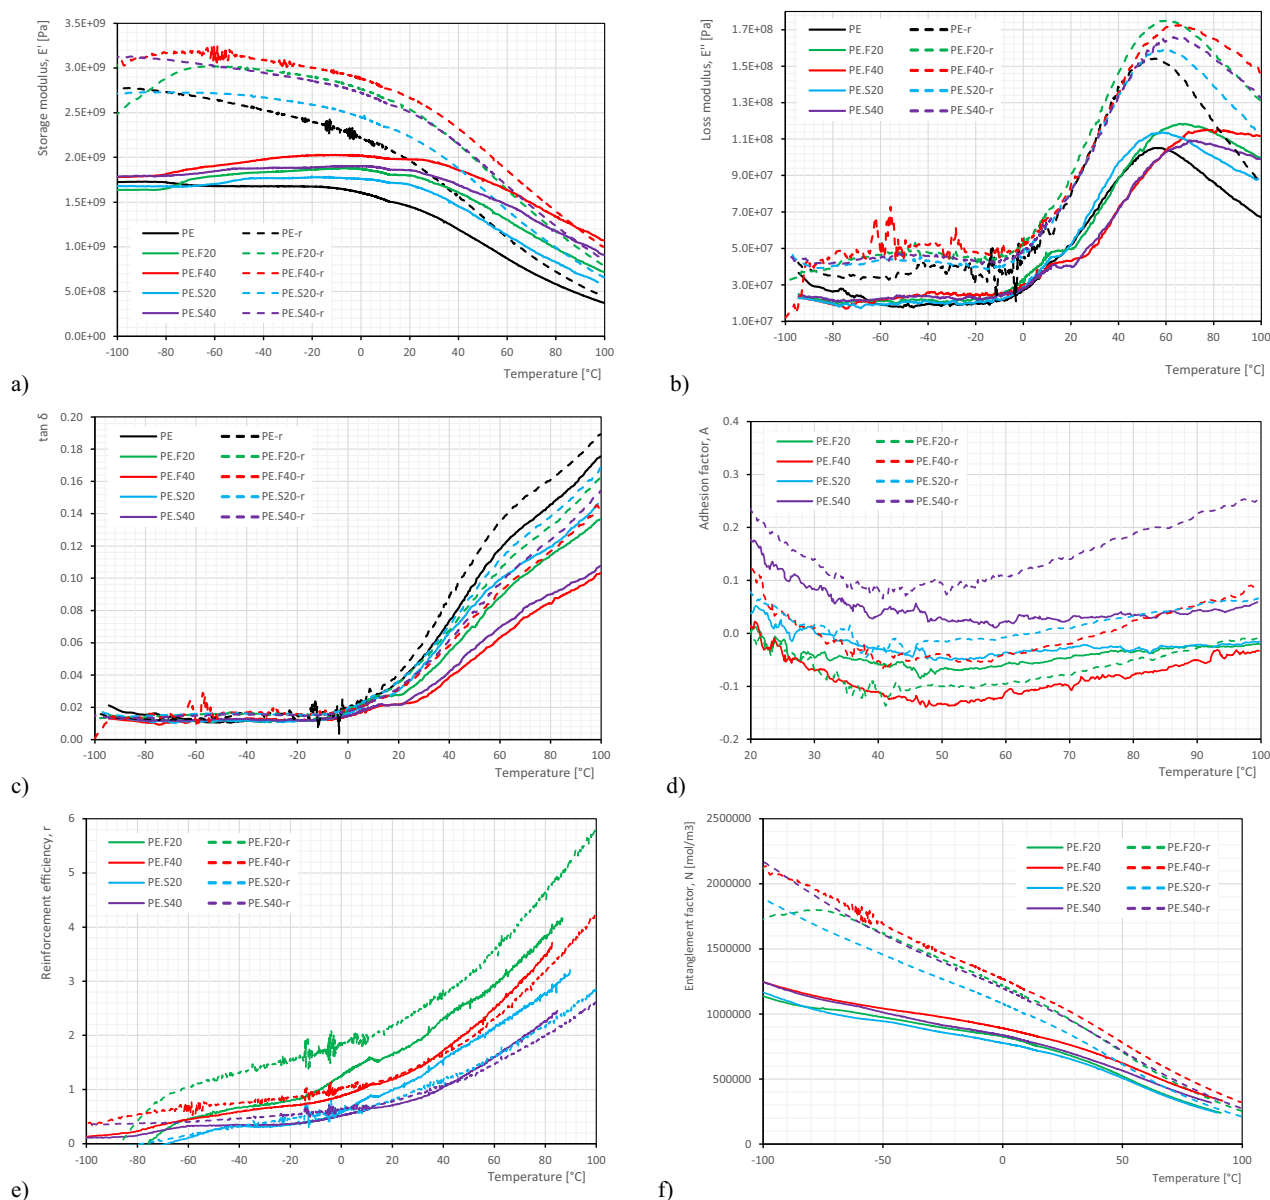 Storage modulus, E' [Pa]
3.5E+09
3.0E+09
2.5E+09
2.0E+09
1.5E+09
1.0E+09
5.0E+08
0.0E+00
PE PE-r
PE.F20 PE.F20-r
PE.F40 PE.F40-r
PE.S20 PE.S20-r
PE.S40 PE.S40-r
-100 -80 -60 -40 -20 0 20 40 60 80 100
Temperature [°C]
a)
Loss modulus, E'' [Pa]
1.7E+08
1.5E+08
1.3E+08
1.1E+08
9.0E+07
7.0E+07
5.0E+07
3.0E+07
1.0E+07
PE PE-r
PE.F20 PE.F20-r
PE.F40 PE.F40-r
PE.S20 PE.S20-r
PE.S40 PE.S40-r
-100 -80 -60 -40 -20 0 20 40 60 80 100
Temperature [°C]
b)
tan δ
0.20
0.18
0.16
0.14
0.12
0.10
0.08
0.06
0.04
0.02
0.00
PE PE-r
PE.F20 PE.F20-r
PE.F40 PE.F40-r
PE.S20 PE.S20-r
PE.S40 PE.S40-r
-100 -80 -60 -40 -20 0 20 40 60 80 100
Temperature [°C]
c)
Adhesion factor, A
0.4
0.3
0.2
0.1
0.0
-0.1
-0.2
PE.F20 PE.F20-r
PE.F40 PE.F40-r
PE.S20 PE.S20-r
PE.S40 PE.S40-r
20 30 40 50 60 70 80 90 100
Temperature [°C]
d)
Reinforcement efficiency, r
6
5
4
3
2
1
0
PE.F20 PE.F20-r
PE.F40 PE.F40-r
PE.S20 PE.S20-r
PE.S40 PE.S40-r
-100 -80 -60 -40 -20 0 20 40 60 80 100
Temperature [°C]
e)
Entanglement factor, N [mol/m3]
2500000
2000000
1500000
1000000
500000
0
PE.F20 PE.F20-r
PE.F40 PE.F40-r
PE.S20 PE.S20-r
PE.S40 PE.S40-r
-100 -50 0 50 100
Temperature [°C]
f)